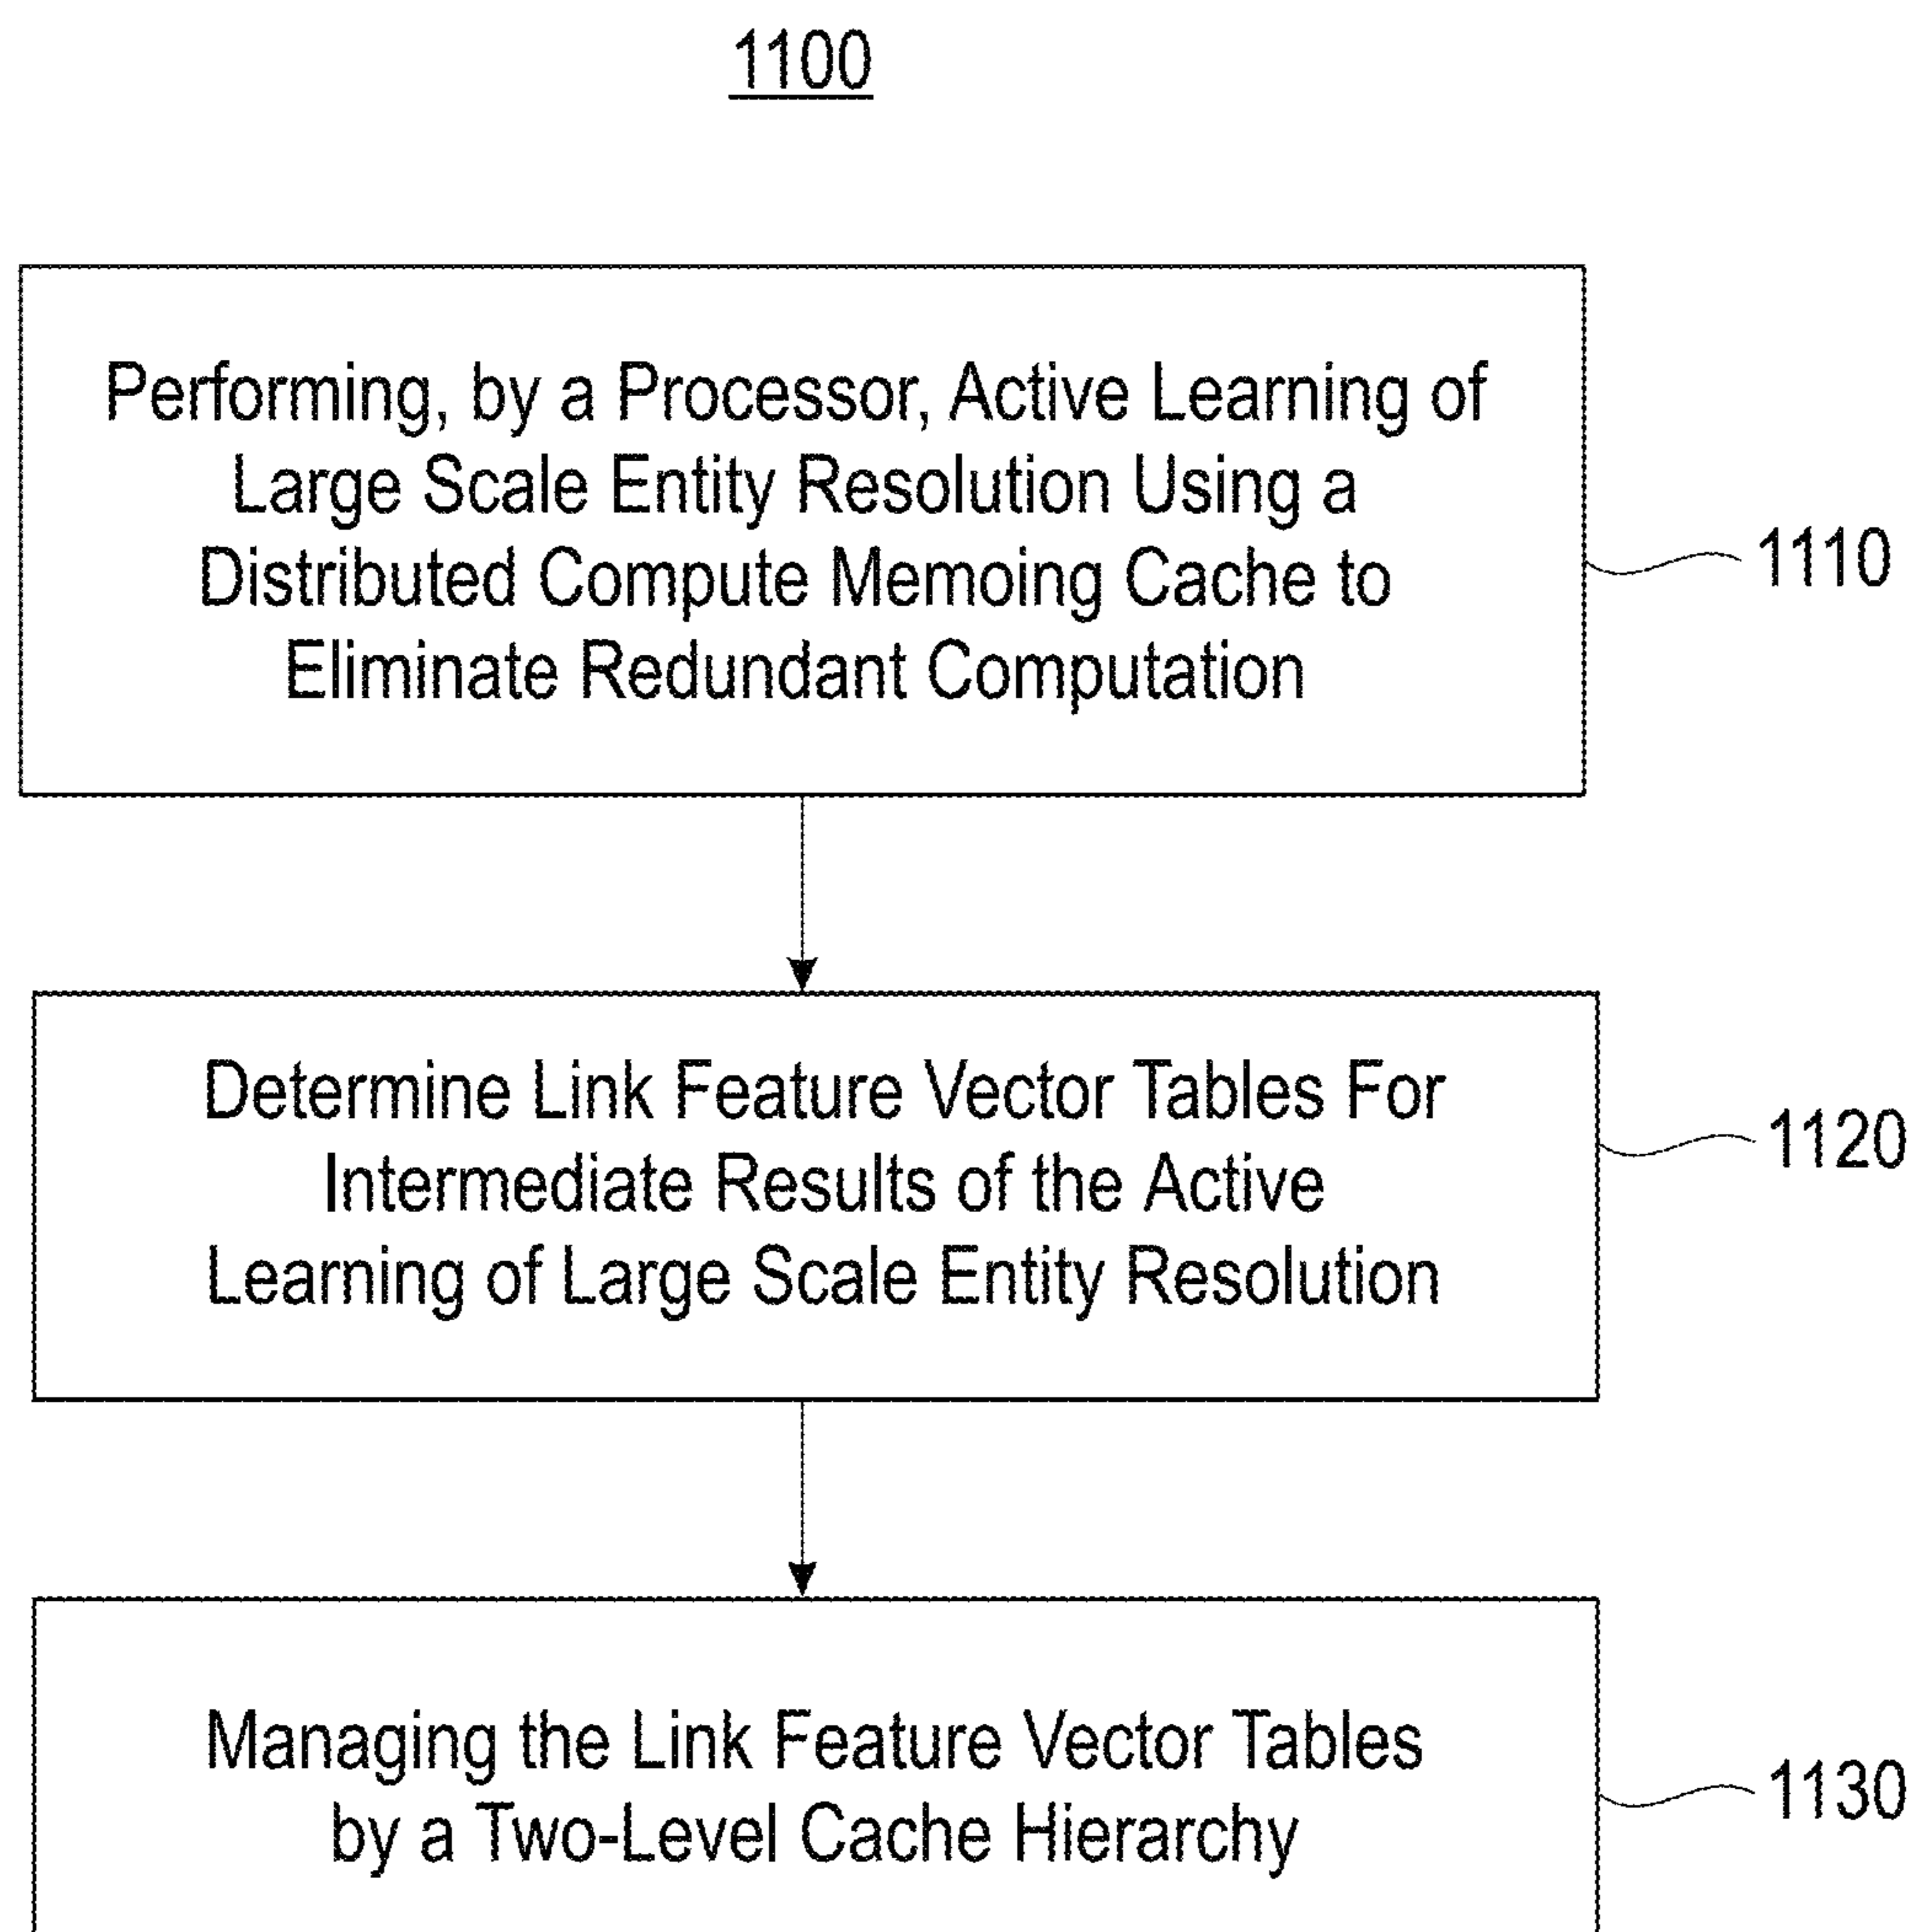 1100
Performing, by a Processor, Active Learning of
Large Scale Entity Resolution Using a
Distributed Compute Memoing Cache to
Eliminate Redundant Computation
1110
Determine Link Feature Vector Tables For
Intermediate Results of the Active
Learning of Large Scale Entity Resolution
1120
Managing the Link Feature Vector Tables
by a Two-Level Cache Hierarchy
1130